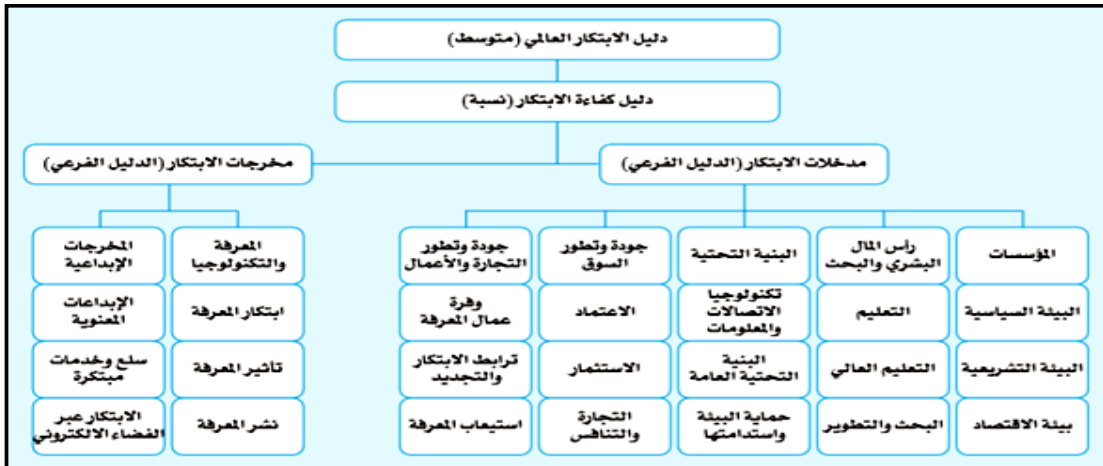 دليل الابتكار العالمي (متوسط)
دليل كفاءة الابتكار (نسبة)
مدخلات الابتكار (الدليل الفرعي)
مخرجات الابتكار (الدليل الفرعي)
المؤسسات
البيئة السياسية
البيئة التشريعية
بيئة الاقتصاد
رأس المال
البشري والبحث
التعليم
التعليم العالي
البحث والتطوير
البنية التحتية
تكنولوجيا
الاتصالات
والمعلومات
البنية
التحتية العامة
حماية البيئة
واستدامتها
جودة وتطور
السوق
الاعتماد
الاستثمار
التجارة
والتنافس
جودة وتطور
التجارة والأعمال
وفرة
عمال المعرفة
ترابط الابتكار
والتجديد
استيعاب المعرفة
المعرفة
والتكنولوجيا
ابتكار المعرفة
تأثير المعرفة
نشر المعرفة
المخرجات
الإبداعية
الإبداعات
المعنوية
سلع وخدمات
مبتكرة
الابتكار عبر
الفضاء الالكتروني